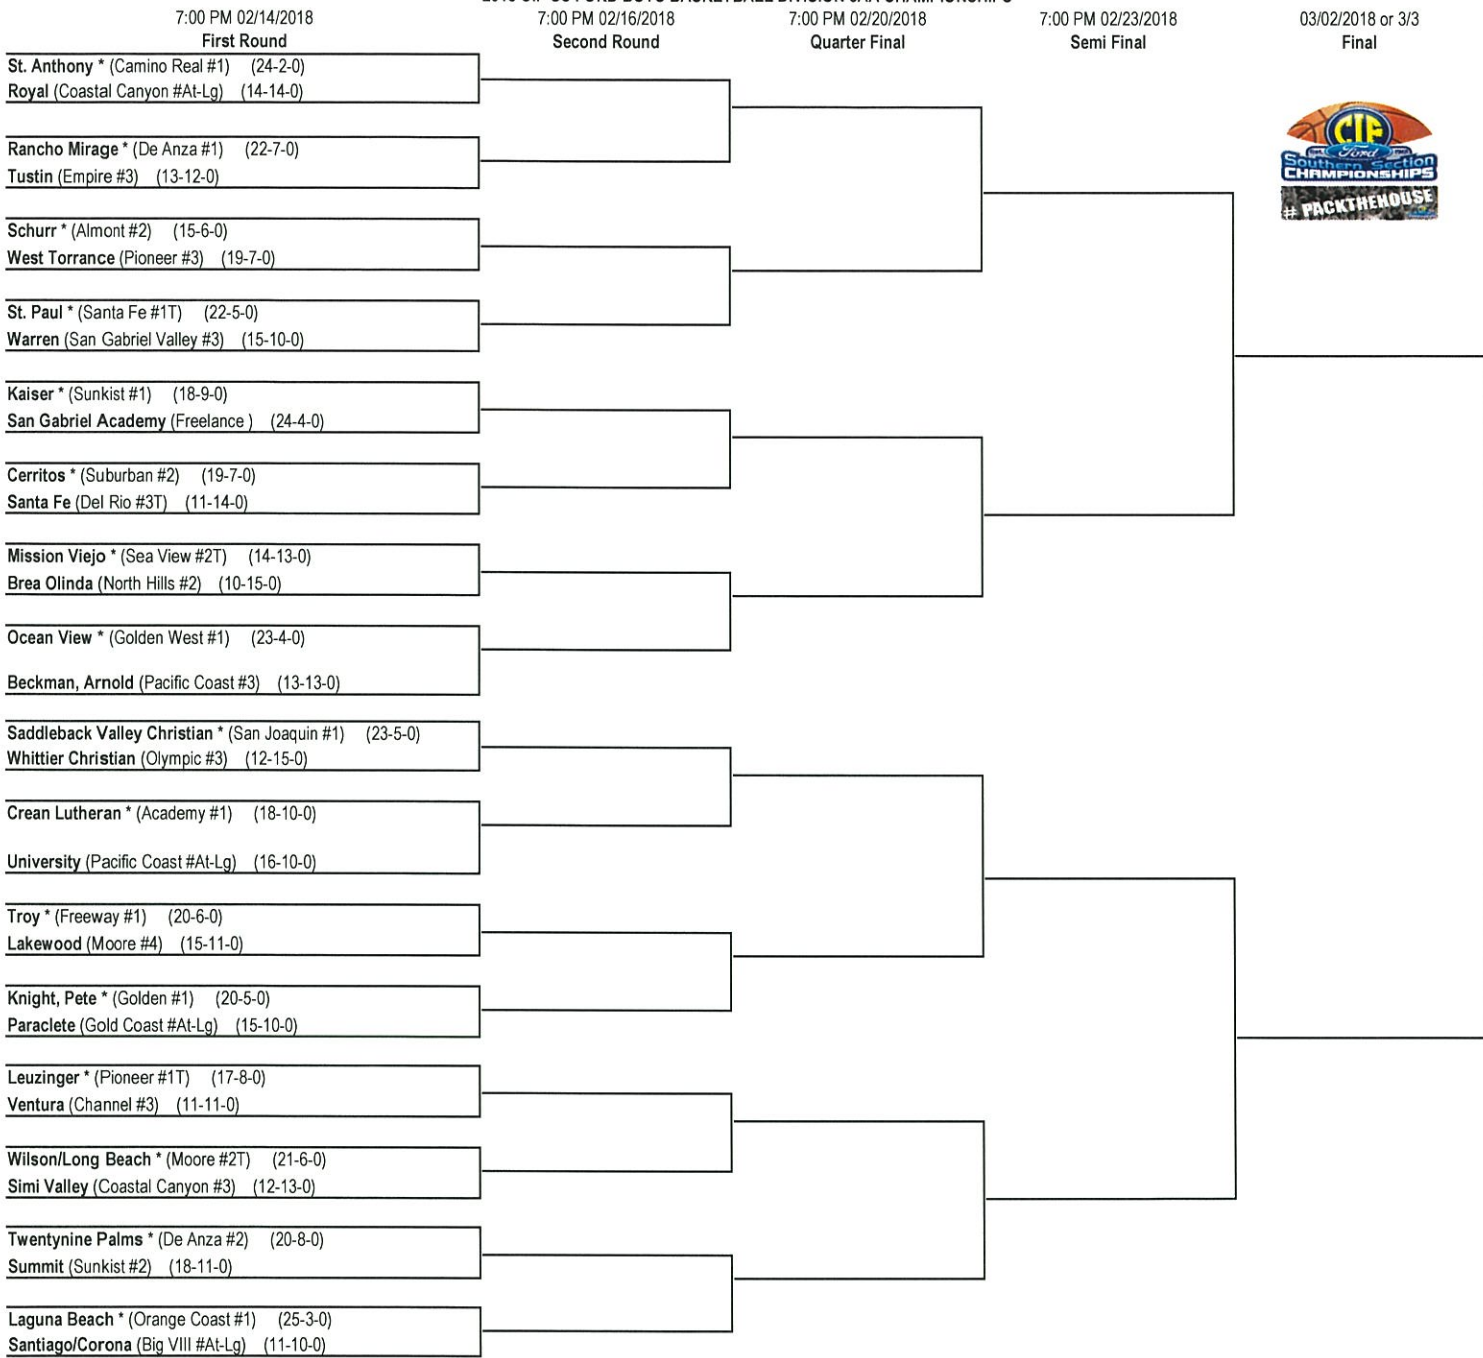 7:00 PM 02/14/2018 7:00 PM 02/16/2018 7:00 PM 02/20/2018 7:00 PM 02/23/2018 03/02/2018 or 3/3
First Round Second Round Quarter Final Semi Final Final
St. Anthony * (Camino Real #1) (24-2-0)
Royal (Coastal Canyon #At-Lg) (14-14-0)
Rancho Mirage * (De Anza #1) (22-7-0)
Tustin (Empire #3) (13-12-0)
CIF
Ford
Southern Section
CHAMPIONSHIPS
# PACKTHEHOUSE
Schurr * (Almont #2) (15-6-0)
West Torrance (Pioneer #3) (19-7-0)
St. Paul * (Santa Fe #1T) (22-5-0)
Warren (San Gabriel Valley #3) (15-10-0)
Kaiser * (Sunkist #1) (18-9-0)
San Gabriel Academy (Freelance ) (24-4-0)
Cerritos * (Suburban #2) (19-7-0)
Santa Fe (Del Rio #3T) (11-14-0)
Mission Viejo * (Sea View #2T) (14-13-0)
Brea Olinda (North Hills #2) (10-15-0)
Ocean View * (Golden West #1) (23-4-0)
Beckman, Arnold (Pacific Coast #3) (13-13-0)
Saddleback Valley Christian * (San Joaquin #1) (23-5-0)
Whittier Christian (Olympic #3) (12-15-0)
Crean Lutheran * (Academy #1) (18-10-0)
University (Pacific Coast #At-Lg) (16-10-0)
Troy * (Freeway #1) (20-6-0)
Lakewood (Moore #4) (15-11-0)
Knight, Pete * (Golden #1) (20-5-0)
Paraclete (Gold Coast #At-Lg) (15-10-0)
Leuzinger * (Pioneer #1T) (17-8-0)
Ventura (Channel #3) (11-11-0)
Wilson/Long Beach * (Moore #2T) (21-6-0)
Simi Valley (Coastal Canyon #3) (12-13-0)
Twentynine Palms * (De Anza #2) (20-8-0)
Summit (Sunkist #2) (18-11-0)
Laguna Beach * (Orange Coast #1) (25-3-0)
Santiago/Corona (Big VIII #At-Lg) (11-10-0)